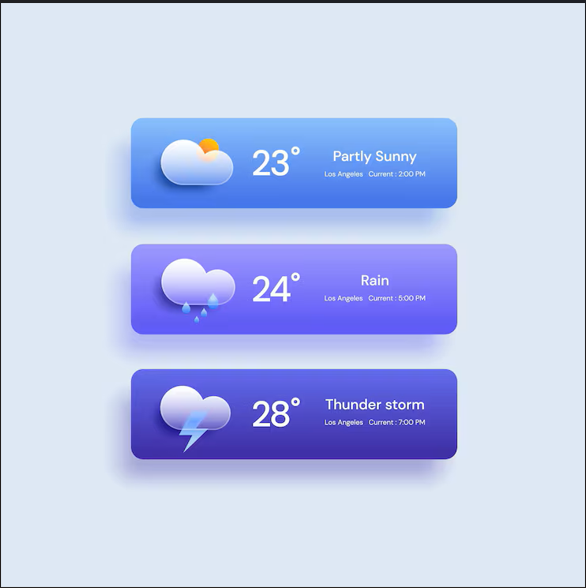 23°
Partly Sunny
Los Angeles Current : 2:00 PM
24°
Rain
Los Angeles Current : 5:00 PM
28°
Thunder storm
Los Angeles Current : 7:00 PM